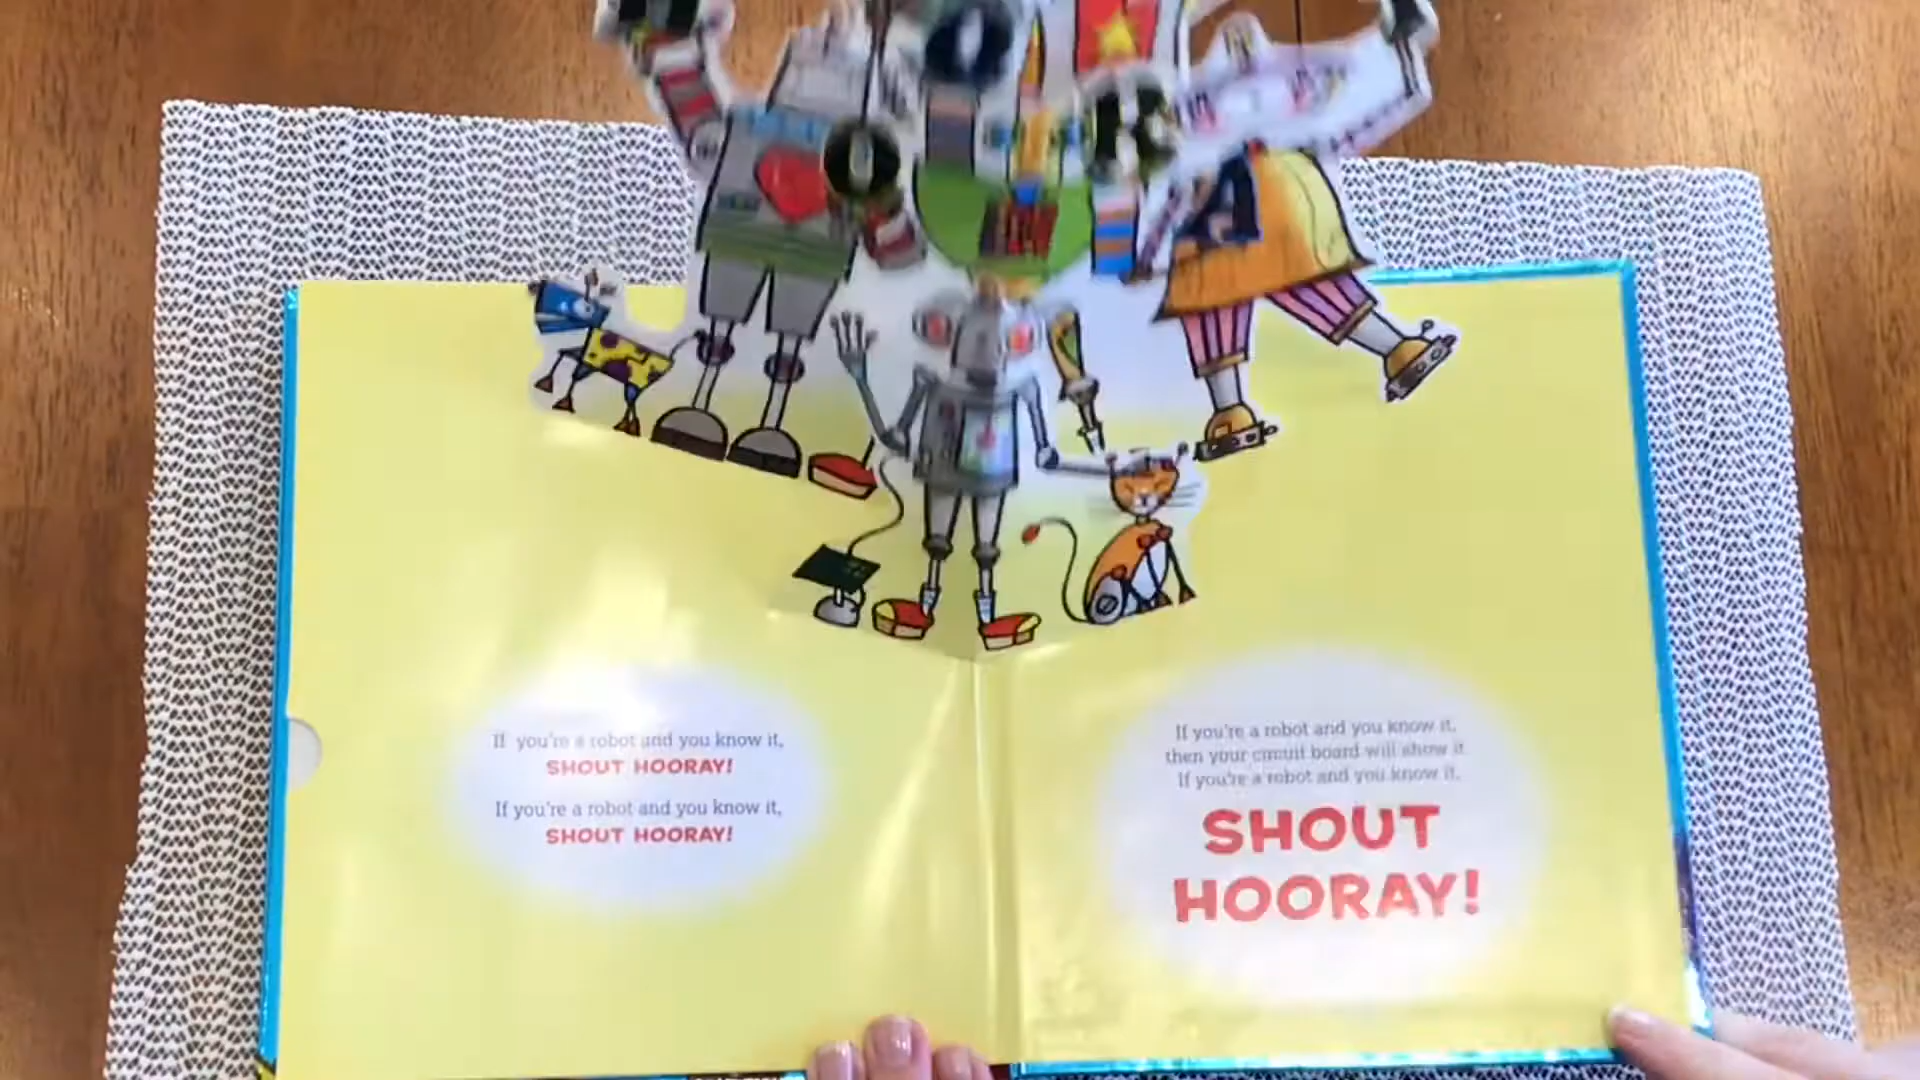 If you're a robot and you know it,
SHOUT HOORAY!
If you're a robot and you know it,
SHOUT HOORAY!
If you're a robot and you know it,
then your circuit board will show it.
If you're a robot and you know it,
SHOUT
HOORAY!